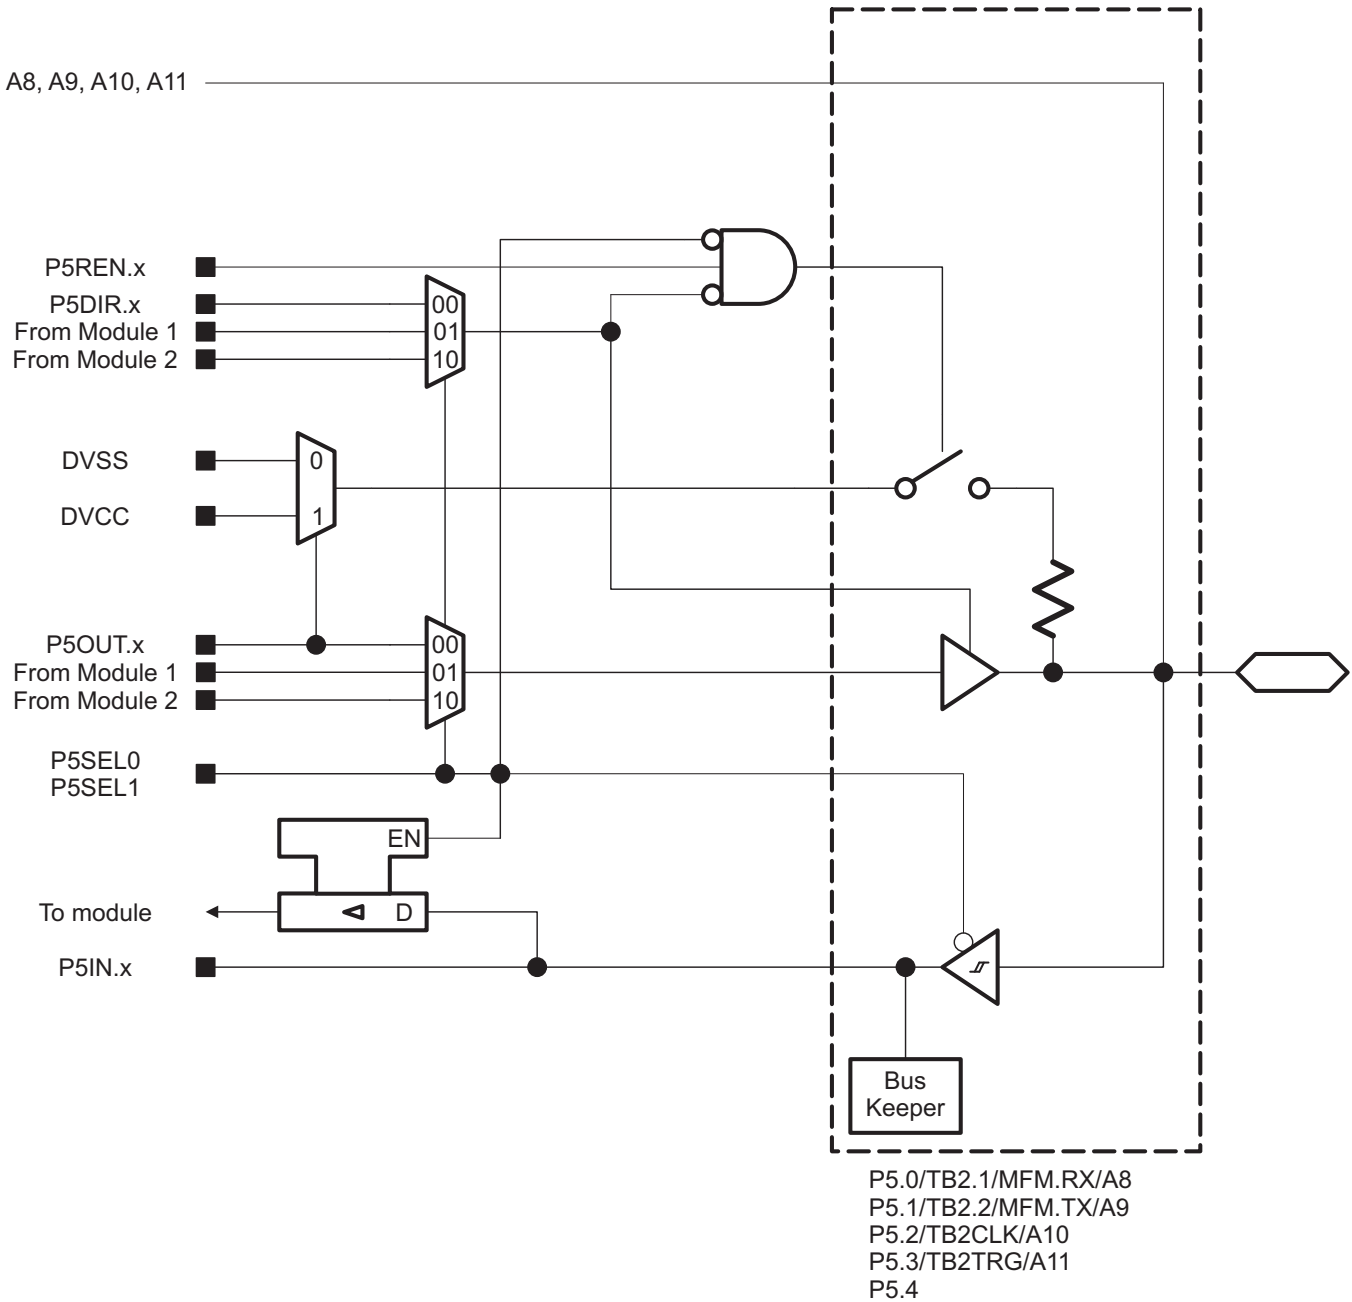 A8, A9, A10, A11
P5REN.x
P5DIR.x
00
From Module 1
01
From Module 2
10
DVSS
0
DVCC
1
P5OUT.x
00
From Module 1
01
From Module 2
10
P5SEL0
P5SEL1
EN
To module
D
P5IN.x
Bus
Keeper
P5.0/TB2.1/MFM.RX/A8
P5.1/TB2.2/MFM.TX/A9
P5.2/TB2CLK/A10
P5.3/TB2TRG/A11
P5.4